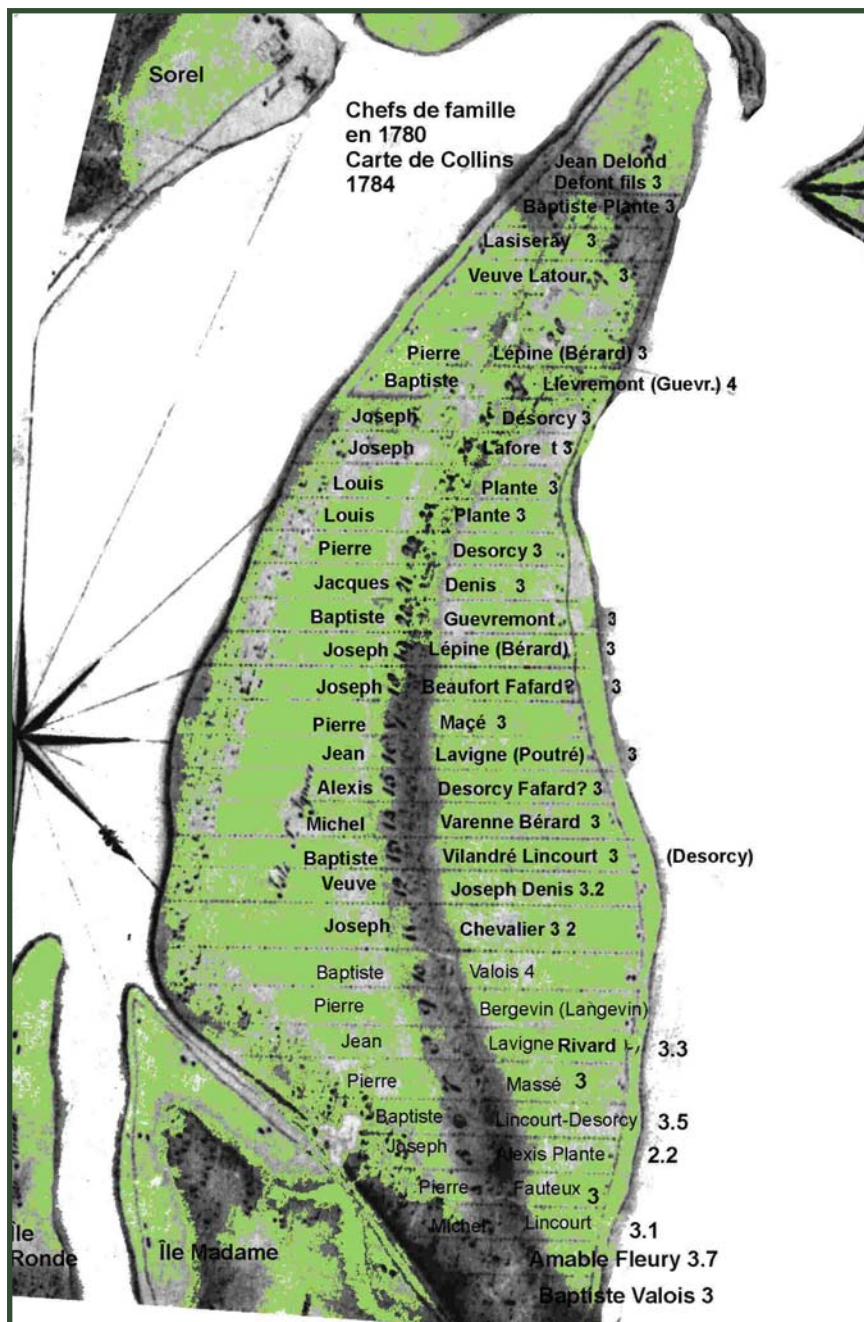 Sorel
Chefs de famille
en 1780
Carte de Collins
1784
Jean Delond
Defont fils 3
Baptiste Plante 3
Lasiseray 3
Veuve Latour 3
Pierre Lépine (Bérard) 3
Baptiste Llevremont (Guevr.) 4
Joseph Desorcy 3
Joseph Lafore t 3
Louis Plante 3
Louis Plante 3
Pierre Desorcy 3
Jacques Denis 3
Baptiste Guevremont 3
Joseph Lépine (Bérard) 3
Joseph Beaufort Fafard? 3
Pierre Maçé 3
Jean Lavigne (Poutré) 3
Alexis Desorcy Fafard? 3
Michel Varenne Bérard 3
Baptiste Vilandré Lincourt 3 (Desorcy)
Veuve Joseph Denis 3.2
Joseph Chevalier 3 2
Baptiste Valois 4
Pierre Bergevin (Langevin)
Jean Lavigne Rivard 3.3
Pierre Massé 3
Baptiste Lincourt-Desorcy 3.5
Joseph Alexis Plante 2.2
Pierre Fauteux 3
Michel Lincourt 3.1
Amable Fleury 3.7
Baptiste Valois 3
Île
Ronde
Île Madame